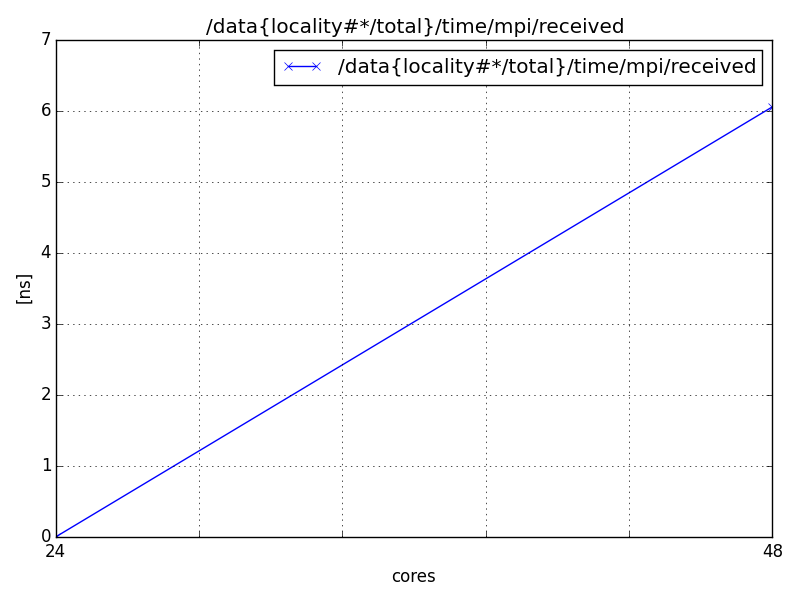 /data{locality#*/total}/time/mpi/received
/data{locality#*/total}/time/mpi/received
7
6
5
4
3
2
1
0
[ns]
24 48
cores